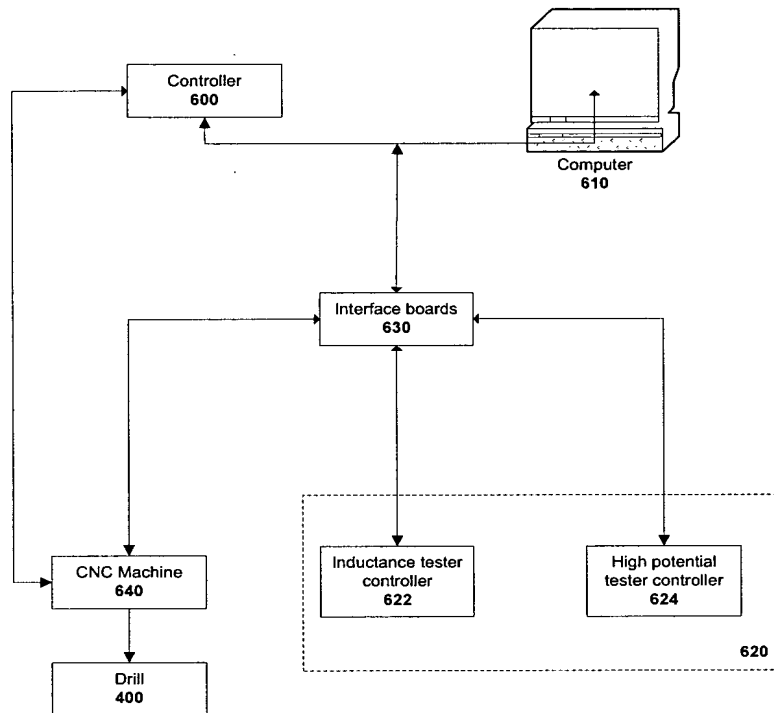 Controller
600
Computer
610
Interface boards
630
CNC Machine
640
Inductance tester
controller
622
High potential
tester controller
624
620
Drill
400